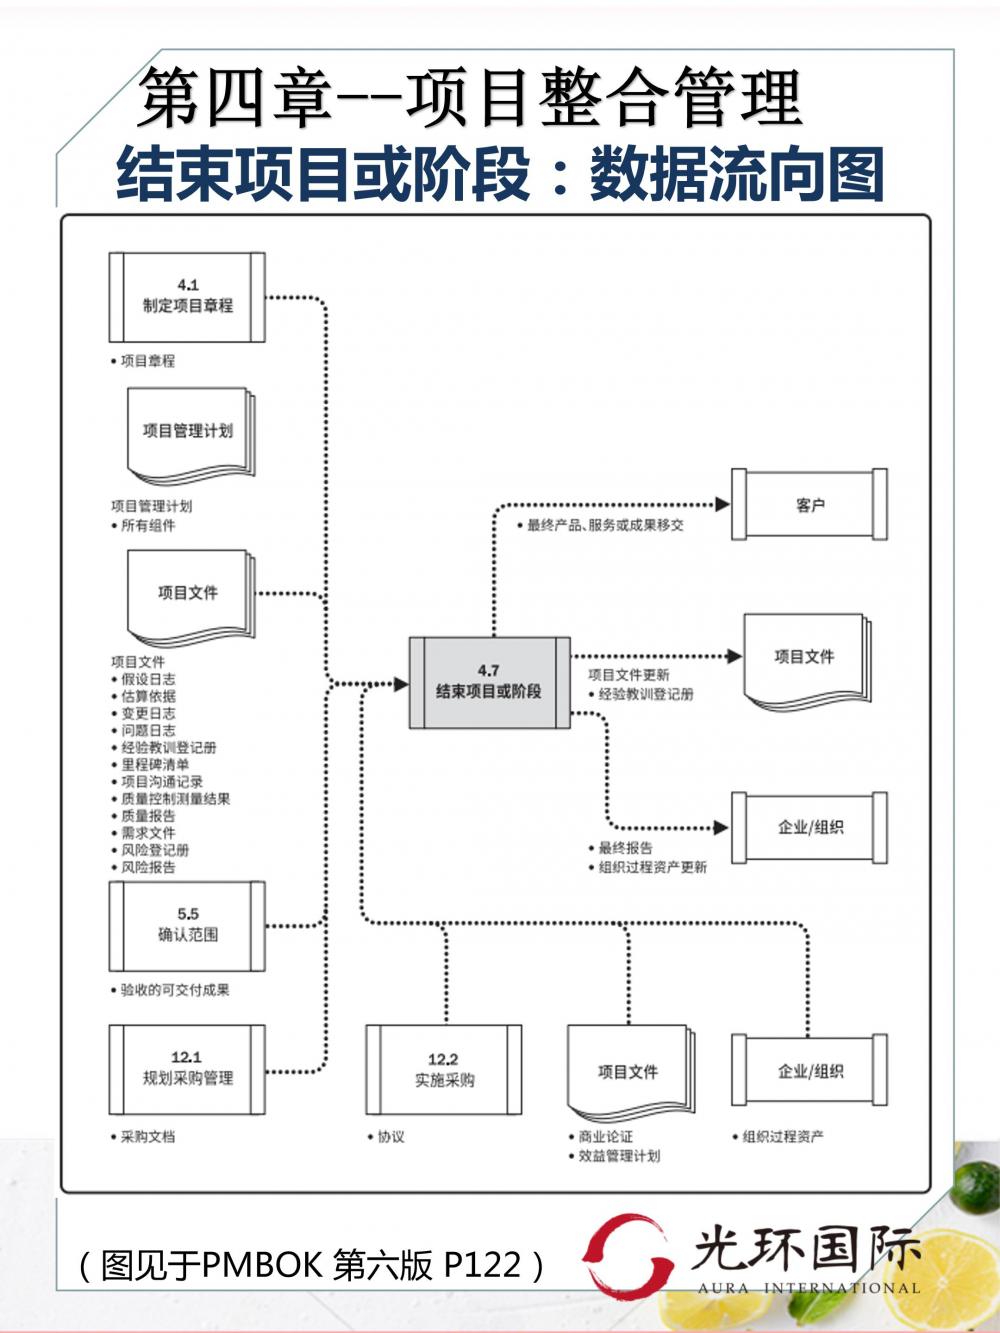 第四章--项目整合管理
结束项目或阶段：数据流向图
4.1
制定项目章程
• 项目章程
项目管理计划
项目管理计划
• 所有组件
项目文件
项目文件
• 假设日志
• 估算依据
• 变更日志
• 问题日志
• 经验教训登记册
• 里程碑清单
• 项目沟通记录
• 质量控制测量结果
• 质量报告
• 需求文件
• 风险登记册
• 风险报告
5.5
确认范围
• 验收的可交付成果
12.1
规划采购管理
• 采购文档
4.7
结束项目或阶段
客户
• 最终产品、服务或成果移交
项目文件
项目文件更新
• 经验教训登记册
企业/组织
• 最终报告
• 组织过程资产更新
12.2
实施采购
• 协议
项目文件
• 商业论证
• 效益管理计划
企业/组织
• 组织过程资产
（图见于PMBOK 第六版 P122）
光环国际
AURA INTERNATIONAL